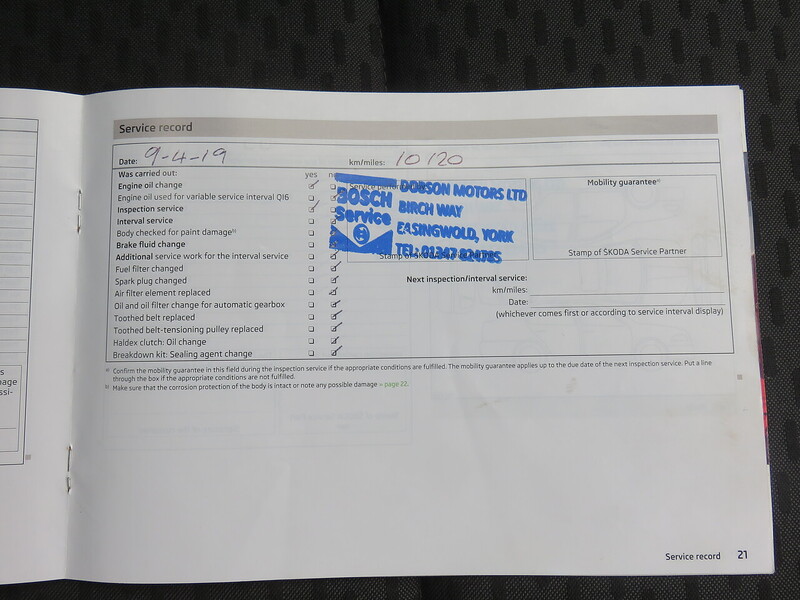 Service record
Date: 9-4-19 km/miles: 10120
Was carried out: yes
Engine oil change
Engine oil used for variable service interval QI6
Inspection service
Interval service
Body checked for paint damage b)
Brake fluid change
Additional service work for the interval service
Fuel filter changed
Spark plug changed
Air filter element replaced
Oil and oil filter change for automatic gearbox
Toothed belt replaced
Toothed belt-tensioning pulley replaced
Haldex clutch: Oil change
Breakdown kit: Sealing agent change
BOSCH
Service
DOBSON MOTORS LTD
BIRCH WAY
EASINGWOLD, YORK
Stamp of ŠKODA Service Partner
Mobility guarantee a)
Stamp of ŠKODA Service Partner
Next inspection/interval service:
km/miles:
Date:
(whichever comes first or according to service interval display)
a) Confirm the mobility guarantee in this field during the inspection service if the appropriate conditions are fulfilled. The mobility guarantee applies up to the due date of the next inspection service. Put a line
through the box if the appropriate conditions are not fulfilled.
b) Make sure that the corrosion protection of the body is intact or note any possible damage » page 22.
Service record 21